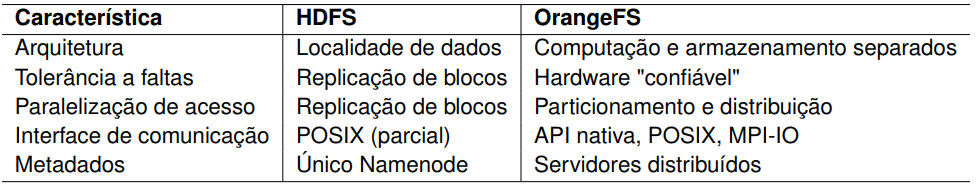 Característica HDFS OrangeFS
Arquitetura Localidade de dados Computação e armazenamento separados
Tolerância a faltas Replicação de blocos Hardware "confiável"
Paralelização de acesso Replicação de blocos Particionamento e distribuição
Interface de comunicação POSIX (parcial) API nativa, POSIX, MPI-IO
Metadados Único Namenode Servidores distribuídos